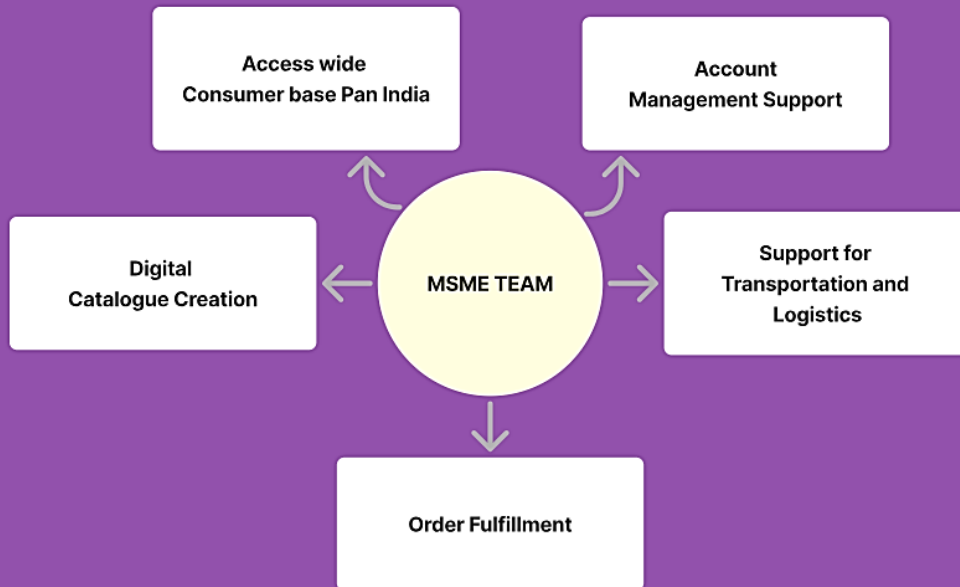 Access wide
Consumer base Pan India
Account
Management Support
Digital
Catalogue Creation
MSME TEAM
Support for
Transportation and
Logistics
Order Fulfillment